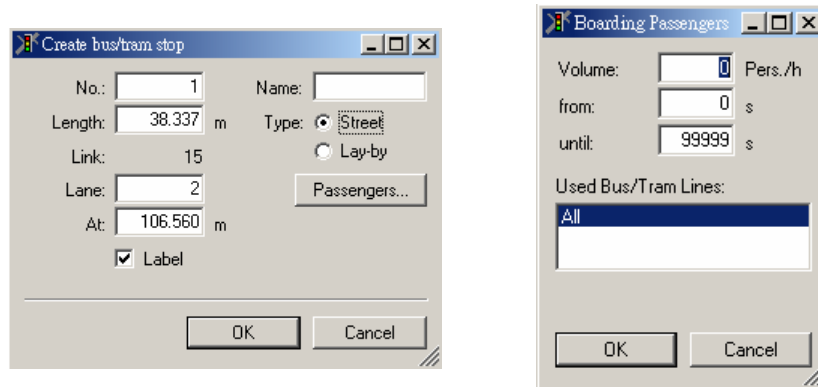 Create bus/tram stop
No.: 1 Name:
Length: 38.337 m Type: Street
Link: 15 Lay-by
Lane: 2 Passengers...
At: 106.560 m
Label
OK Cancel
Boarding Passengers
Volume: 0 Pers./h
from: 0 s
until: 99999 s
Used Bus/Tram Lines:
All
OK Cancel